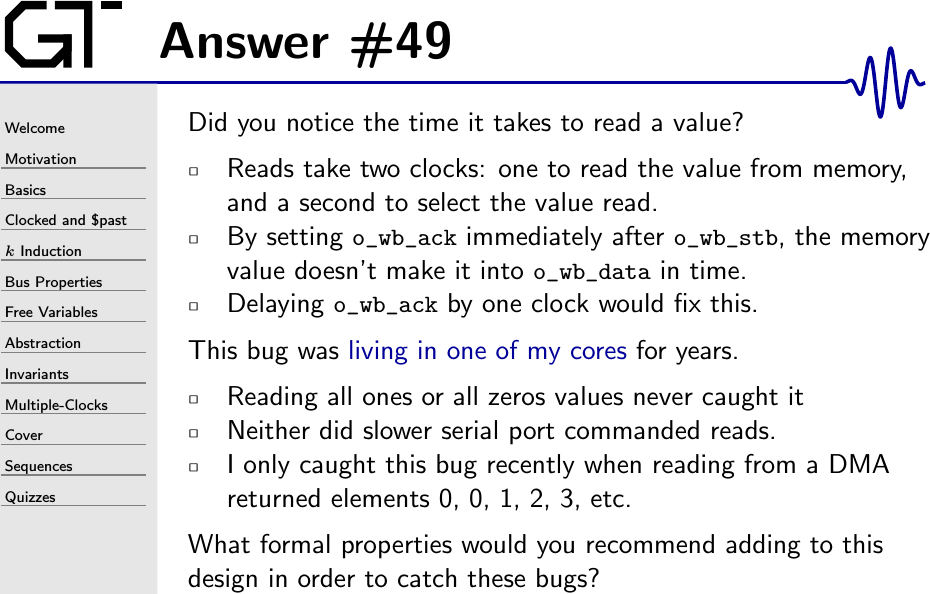 GT
Answer #49
Welcome
Motivation
Basics
Clocked and $past
k Induction
Bus Properties
Free Variables
Abstraction
Invariants
Multiple-Clocks
Cover
Sequences
Quizzes
Did you notice the time it takes to read a value?
Reads take two clocks: one to read the value from memory,
and a second to select the value read.
By setting o_wb_ack immediately after o_wb_stb, the memory
value doesn't make it into o_wb_data in time.
Delaying o_wb_ack by one clock would fix this.
This bug was living in one of my cores for years.
Reading all ones or all zeros values never caught it
Neither did slower serial port commanded reads.
I only caught this bug recently when reading from a DMA
returned elements 0, 0, 1, 2, 3, etc.
What formal properties would you recommend adding to this
design in order to catch these bugs?